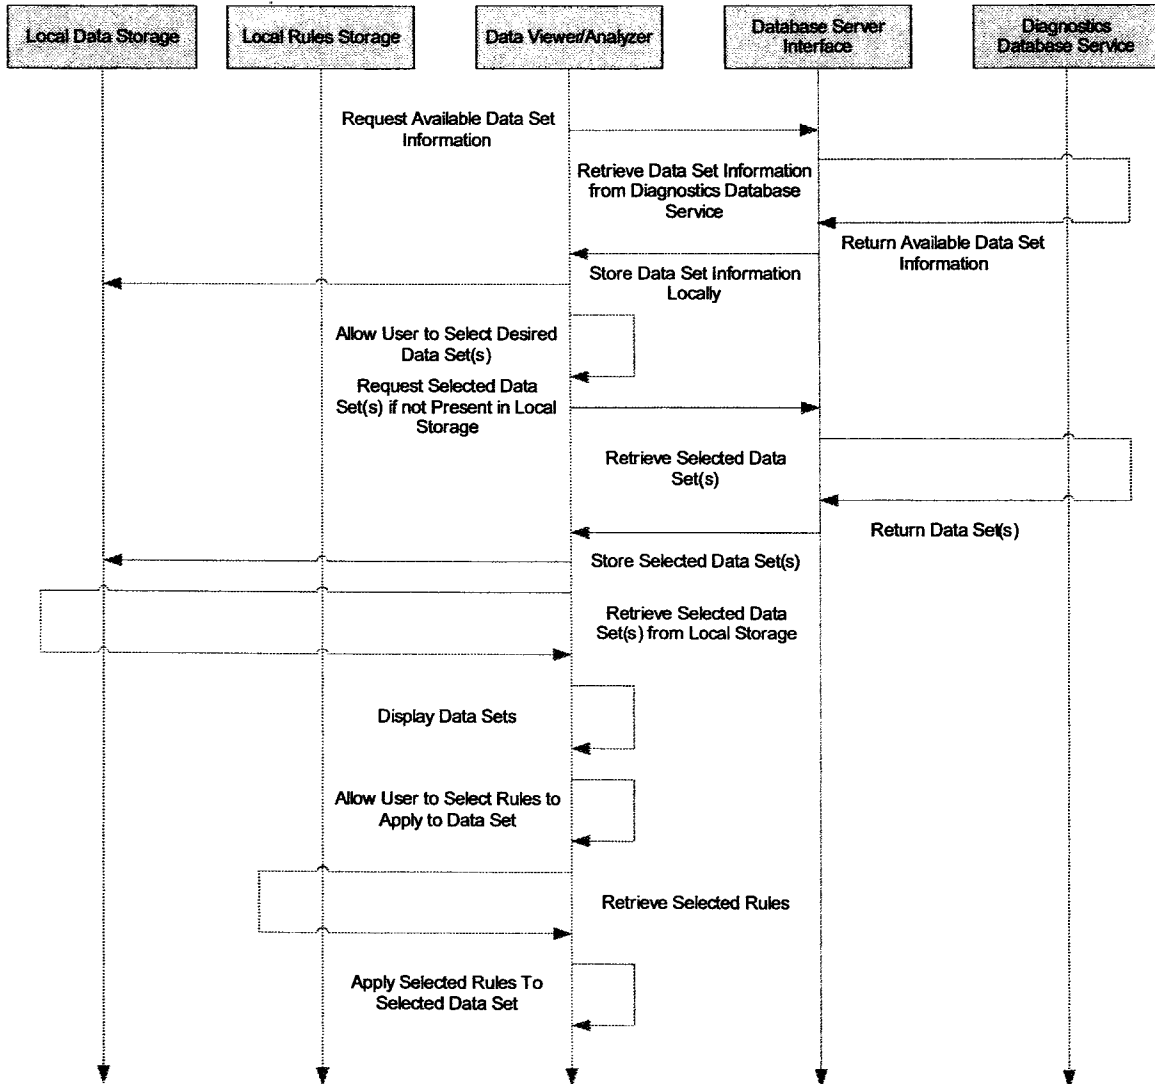 Local Data Storage
Local Rules Storage
Data Viewer/Analyzer
Database Server
Interface
Diagnostics
Database Service
Request Available Data Set
Information
Retrieve Data Set Information
from Diagnostics Database
Service
Return Available Data Set
Information
Store Data Set Information
Locally
Allow User to Select Desired
Data Set(s)
Request Selected Data
Set(s) if not Present in Local
Storage
Retrieve Selected Data
Set(s)
Return Data Set(s)
Store Selected Data Set(s)
Retrieve Selected Data
Set(s) from Local Storage
Display Data Sets
Allow User to Select Rules to
Apply to Data Set
Retrieve Selected Rules
Apply Selected Rules To
Selected Data Set